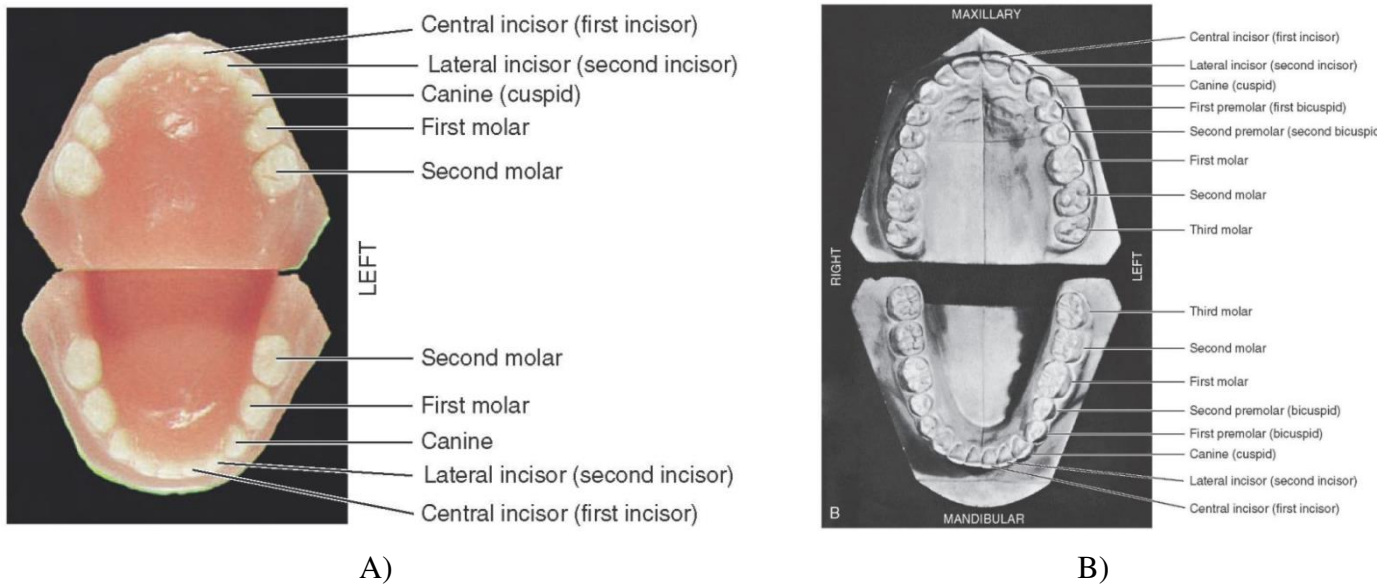 Central incisor (first incisor)
Lateral incisor (second incisor)
Canine (cuspid)
First molar
Second molar
LEFT
Second molar
First molar
Canine
Lateral incisor (second incisor)
Central incisor (first incisor)
A)
MAXILLARY
Central incisor (first incisor)
Lateral incisor (second incisor)
Canine (cuspid)
First premolar (first bicuspid)
Second premolar (second bicuspid
First molar
Second molar
Third molar
RIGHT
LEFT
Third molar
Second molar
First molar
Second premolar (bicuspid)
First premolar (bicuspid)
Canine (cuspid)
Lateral incisor (second incisor)
Central incisor (first incisor)
B
MANDIBULAR
B)